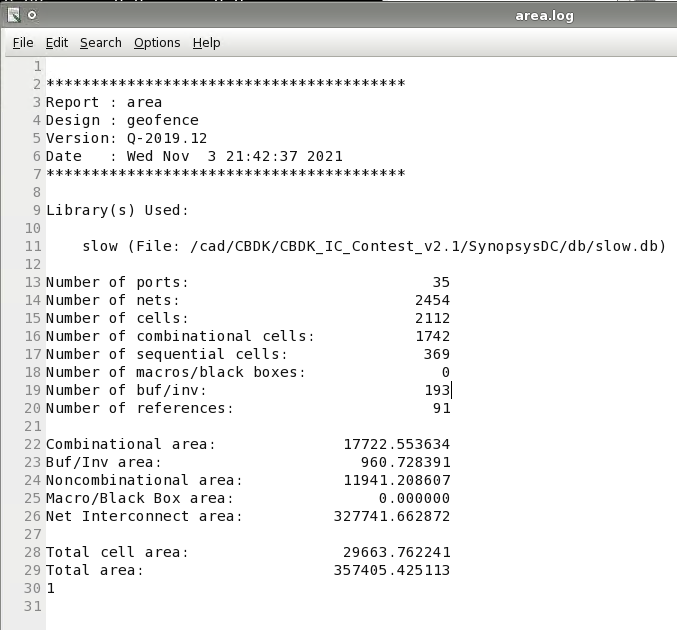 area.log
File Edit Search Options Help
1
2 ****************************************
3 Report : area
4 Design : geofence
5 Version: Q-2019.12
6 Date   : Wed Nov  3 21:42:37 2021
7 ****************************************
8
9 Library(s) Used:
10
11     slow (File: /cad/CBDK/CBDK_IC_Contest_v2.1/SynopsysDC/db/slow.db)
12
13 Number of ports:                           35
14 Number of nets:                          2454
15 Number of cells:                         2112
16 Number of combinational cells:           1742
17 Number of sequential cells:               369
18 Number of macros/black boxes:               0
19 Number of buf/inv:                        193
20 Number of references:                      91
21
22 Combinational area:              17722.553634
23 Buf/Inv area:                      960.728391
24 Noncombinational area:           11941.208607
25 Macro/Black Box area:                0.000000
26 Net Interconnect area:          327741.662872
27
28 Total cell area:                 29663.762241
29 Total area:                     357405.425113
30 1
31